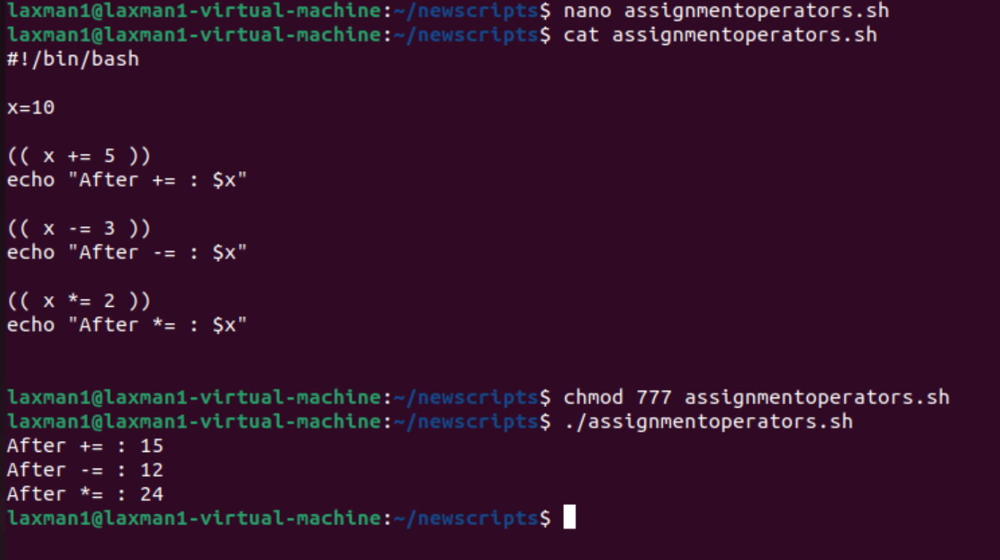 laxman1@laxman1-virtual-machine:~/newscripts$ nano assignmentoperators.sh
laxman1@laxman1-virtual-machine:~/newscripts$ cat assignmentoperators.sh
#!/bin/bash

x=10

(( x += 5 ))
echo "After += : $x"

(( x -= 3 ))
echo "After -= : $x"

(( x *= 2 ))
echo "After *= : $x"


laxman1@laxman1-virtual-machine:~/newscripts$ chmod 777 assignmentoperators.sh
laxman1@laxman1-virtual-machine:~/newscripts$ ./assignmentoperators.sh
After += : 15
After -= : 12
After *= : 24
laxman1@laxman1-virtual-machine:~/newscripts$